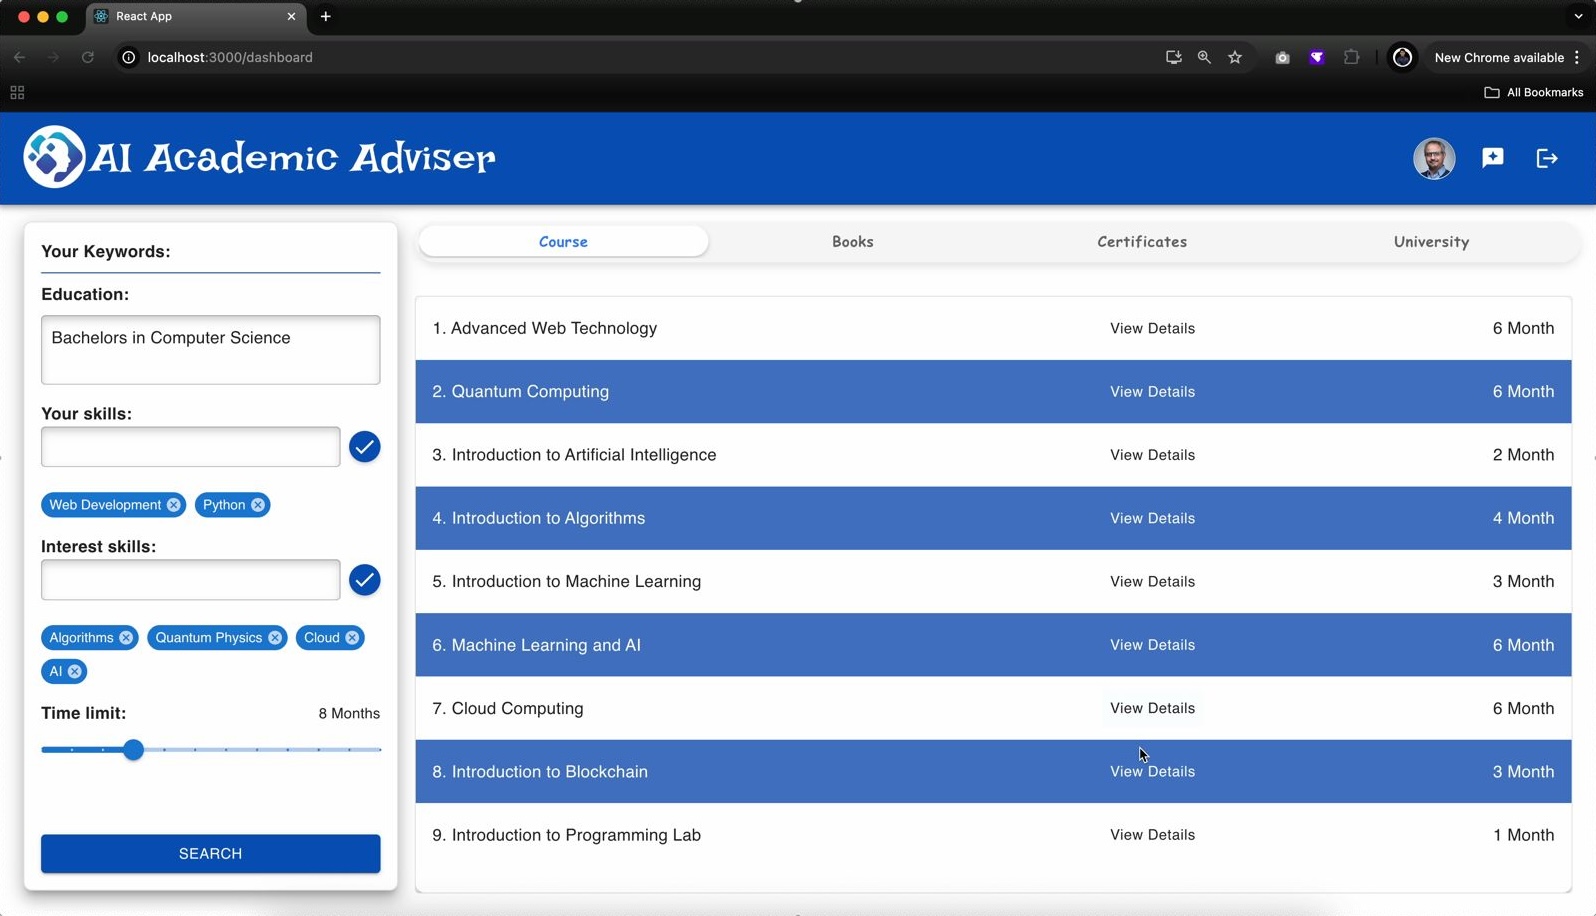 React App
localhost:3000/dashboard
New Chrome available
All Bookmarks
AI Academic Adviser
Your Keywords:
Education:
Bachelors in Computer Science
Your skills:
Web Development Python
Interest skills:
Algorithms Quantum Physics Cloud
AI
Time limit: 8 Months
SEARCH
Course Books Certificates University
1. Advanced Web Technology View Details 6 Month
2. Quantum Computing View Details 6 Month
3. Introduction to Artificial Intelligence View Details 2 Month
4. Introduction to Algorithms View Details 4 Month
5. Introduction to Machine Learning View Details 3 Month
6. Machine Learning and AI View Details 6 Month
7. Cloud Computing View Details 6 Month
8. Introduction to Blockchain View Details 3 Month
9. Introduction to Programming Lab View Details 1 Month